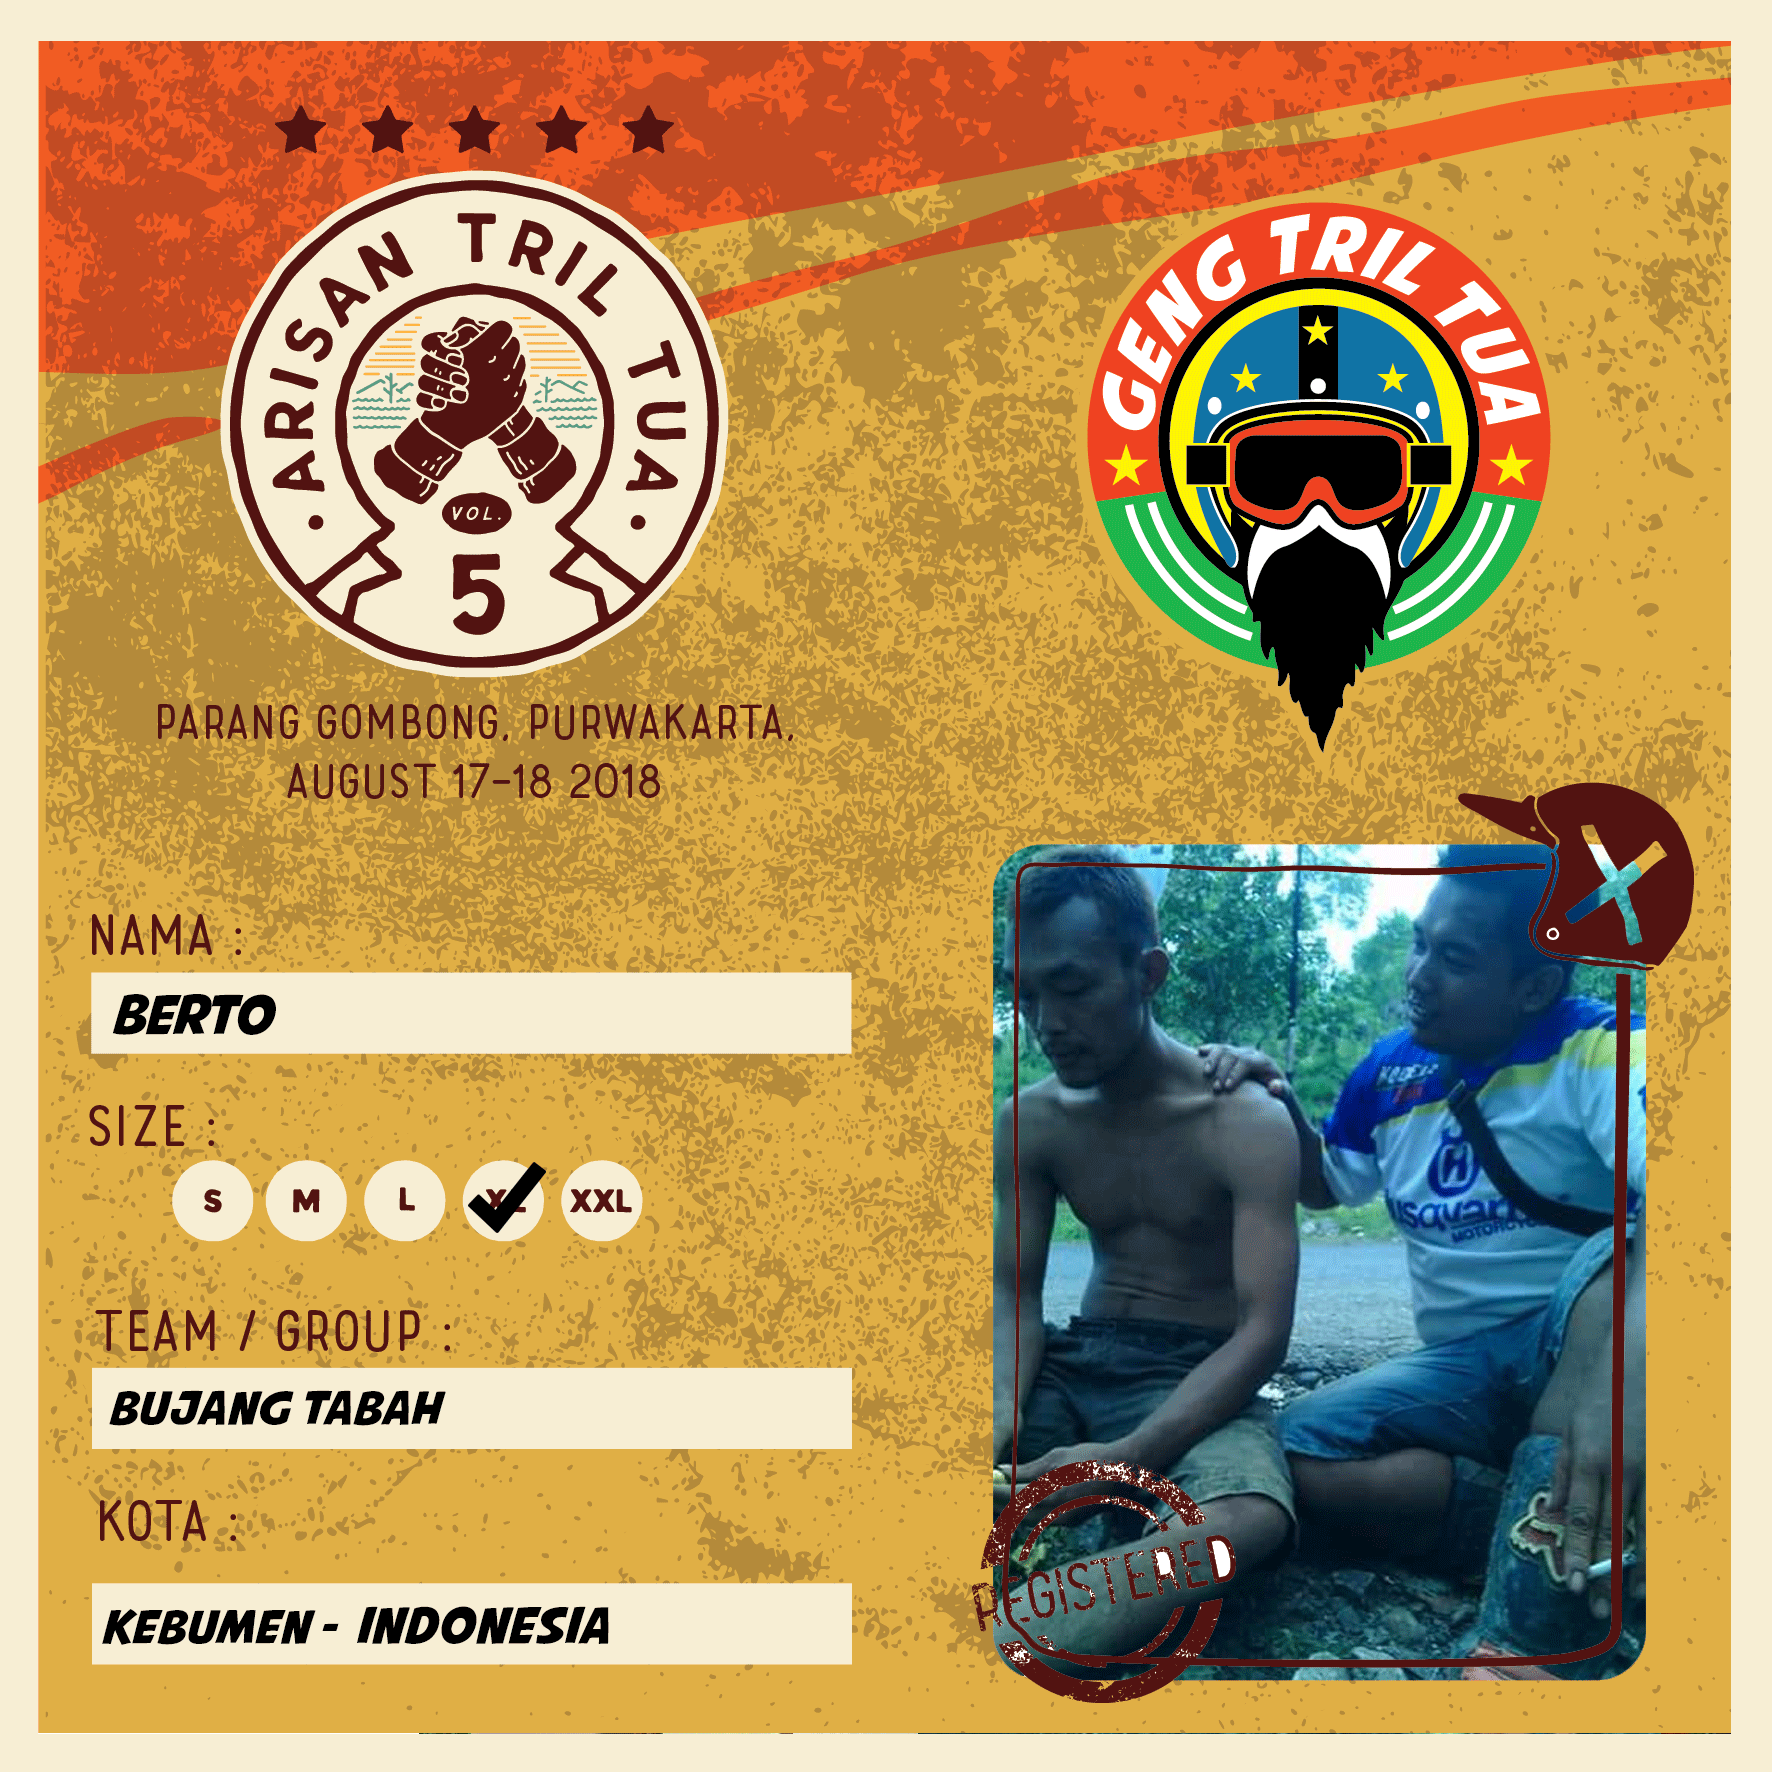 ARISAN TRIL TUA
VOL.
5
GENG TRIL TUA
PARANG GOMBONG, PURWAKARTA,
AUGUST 17-18 2018
NAMA :
BERTO
SIZE :
S M L XL XXL
TEAM / GROUP :
BUJANG TABAH
KOTA :
KEBUMEN - INDONESIA
H
MOTORCYC
REGISTERED